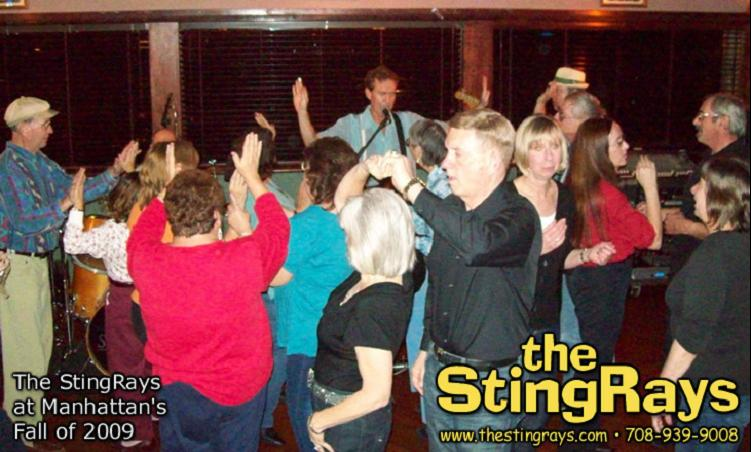 The StingRays
at Manhattan's
Fall of 2009
the
StingRays
www.thestingrays.com • 708-939-9008